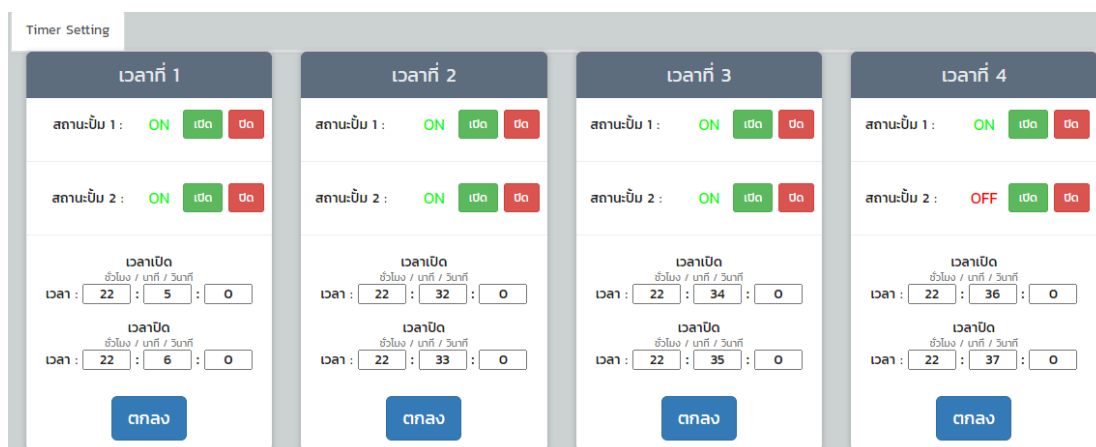 Timer Setting
เวลาที่ 1
สถานะปั้ม 1 : ON เปิด ปิด
สถานะปั้ม 2 : ON เปิด ปิด
เวลาเปิด
ชั่วโมง / นาที / วินาที
เวลา : 22 : 5 : 0
เวลาปิด
ชั่วโมง / นาที / วินาที
เวลา : 22 : 6 : 0
ตกลง
เวลาที่ 2
สถานะปั้ม 1 : ON เปิด ปิด
สถานะปั้ม 2 : ON เปิด ปิด
เวลาเปิด
ชั่วโมง / นาที / วินาที
เวลา : 22 : 32 : 0
เวลาปิด
ชั่วโมง / นาที / วินาที
เวลา : 22 : 33 : 0
ตกลง
เวลาที่ 3
สถานะปั้ม 1 : ON เปิด ปิด
สถานะปั้ม 2 : ON เปิด ปิด
เวลาเปิด
ชั่วโมง / นาที / วินาที
เวลา : 22 : 34 : 0
เวลาปิด
ชั่วโมง / นาที / วินาที
เวลา : 22 : 35 : 0
ตกลง
เวลาที่ 4
สถานะปั้ม 1 : ON เปิด ปิด
สถานะปั้ม 2 : OFF เปิด ปิด
เวลาเปิด
ชั่วโมง / นาที / วินาที
เวลา : 22 : 36 : 0
เวลาปิด
ชั่วโมง / นาที / วินาที
เวลา : 22 : 37 : 0
ตกลง